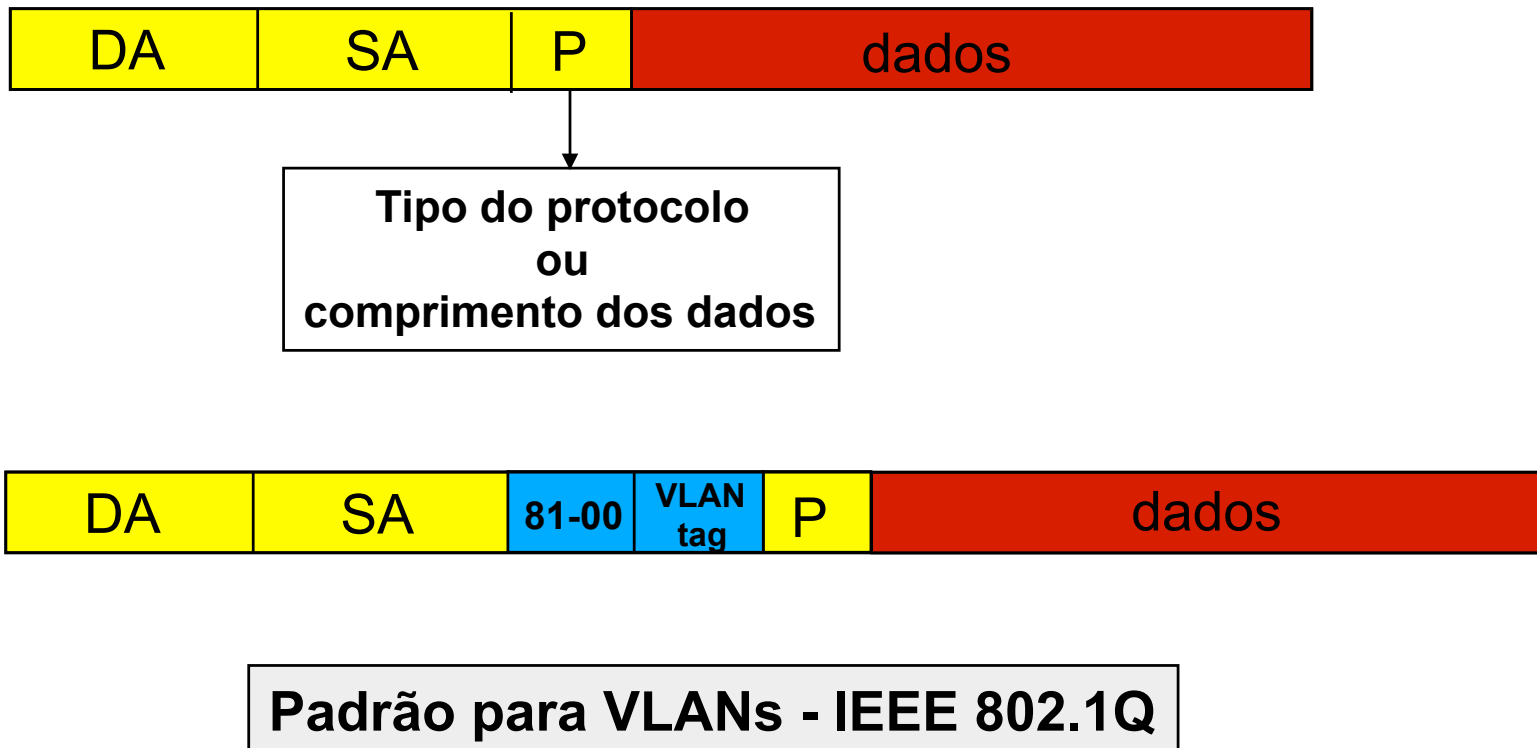 DA SA P dados
Tipo do protocolo
ou
comprimento dos dados
DA SA 81-00 VLAN tag P dados
Padrão para VLANs - IEEE 802.1Q